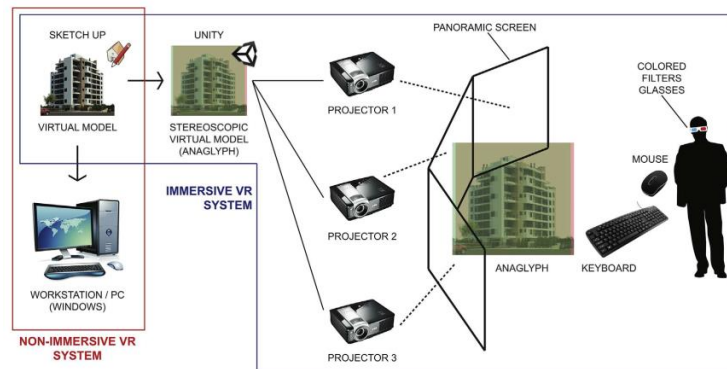 SKETCH UP
VIRTUAL MODEL
UNITY
STEREOSCOPIC
VIRTUAL MODEL
(ANAGLYPH)
WORKSTATION / PC
(WINDOWS)
NON-IMMERSIVE VR
SYSTEM
IMMERSIVE VR
SYSTEM
PROJECTOR 1
PROJECTOR 2
PROJECTOR 3
PANORAMIC SCREEN
ANAGLYPH
COLORED
FILTERS
GLASSES
MOUSE
KEYBOARD